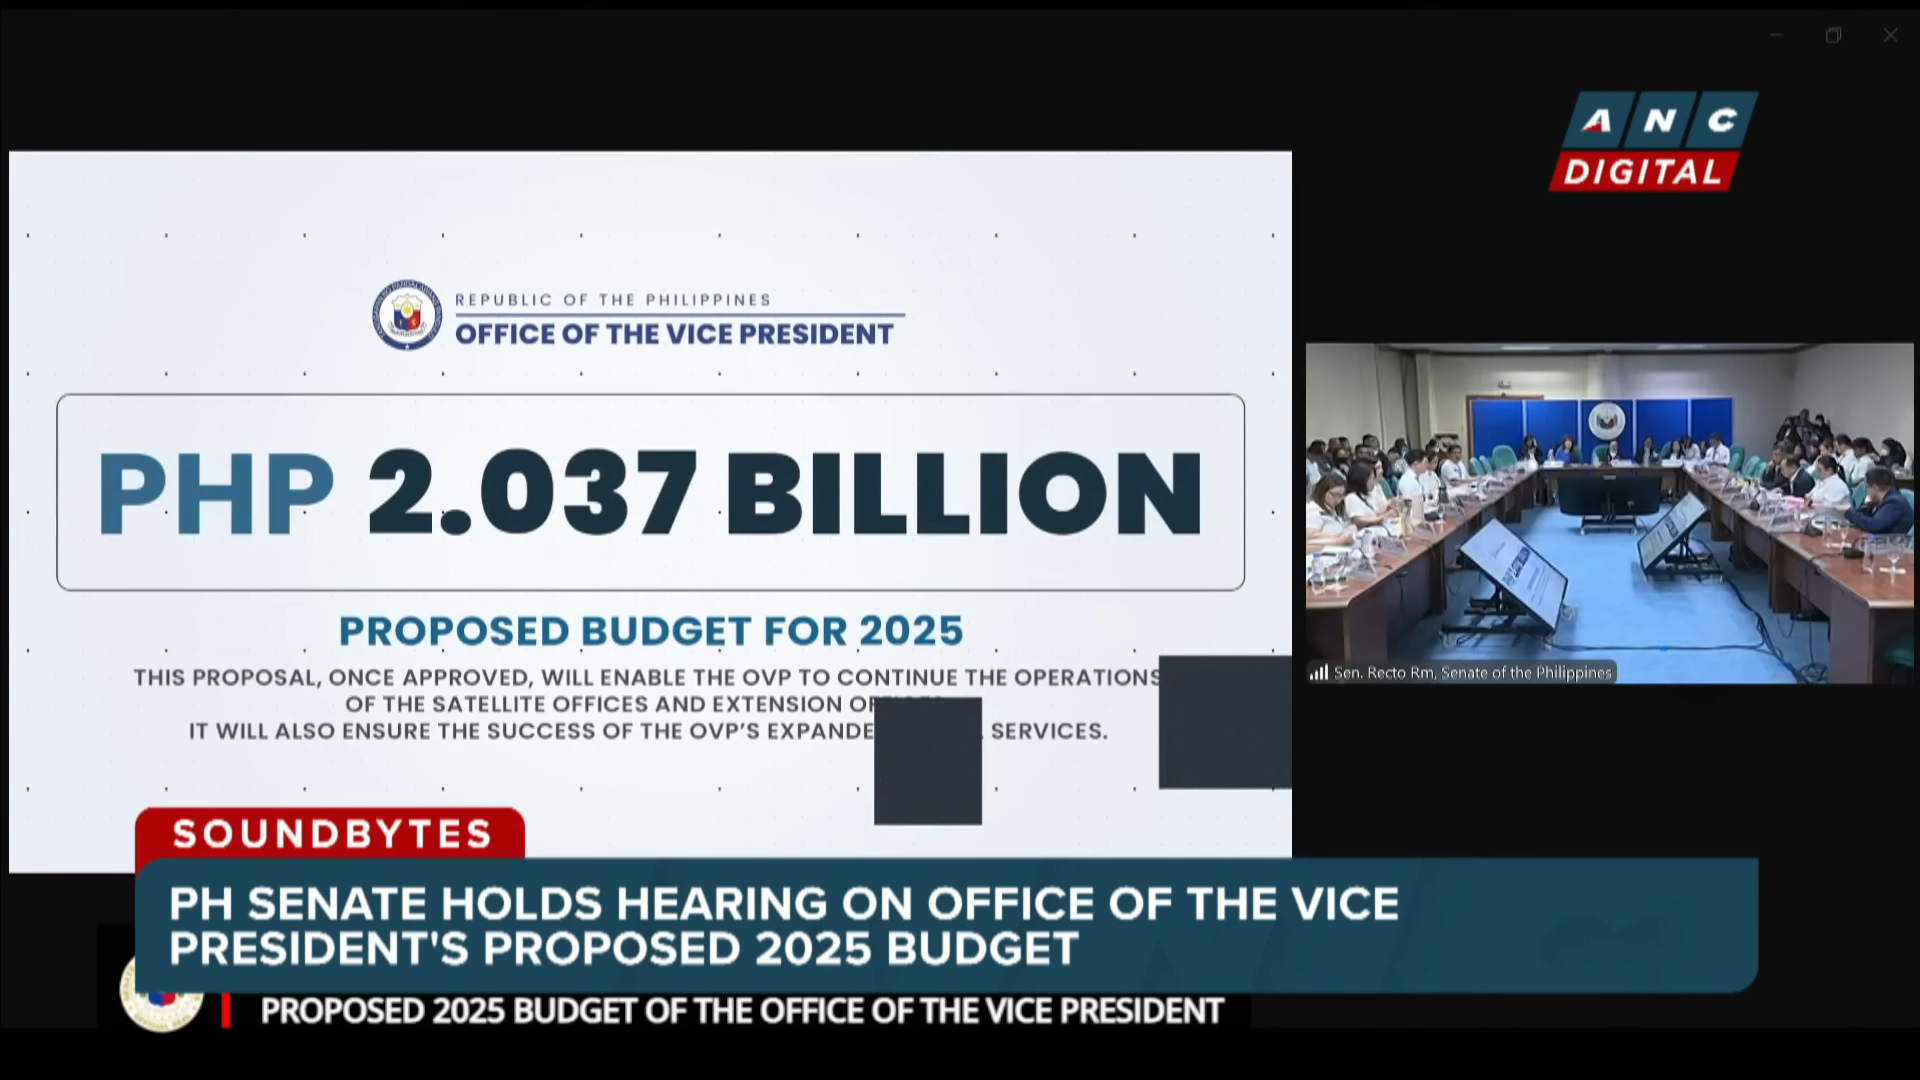 ANC
DIGITAL
REPUBLIC OF THE PHILIPPINES
OFFICE OF THE VICE PRESIDENT
PHP 2.037 BILLION
PROPOSED BUDGET FOR 2025
THIS PROPOSAL, ONCE APPROVED, WILL ENABLE THE OVP TO CONTINUE THE OPERATIONS
OF THE SATELLITE OFFICES AND EXTENSION
IT WILL ALSO ENSURE THE SUCCESS OF THE OVP'S SERVICES.
Sen. Recto Rm, Senate of the Philippines
SOUNDBYTES
PH SENATE HOLDS HEARING ON OFFICE OF THE VICE
PRESIDENT'S PROPOSED 2025 BUDGET
PROPOSED 2025 BUDGET OF THE OFFICE OF THE VICE PRESIDENT